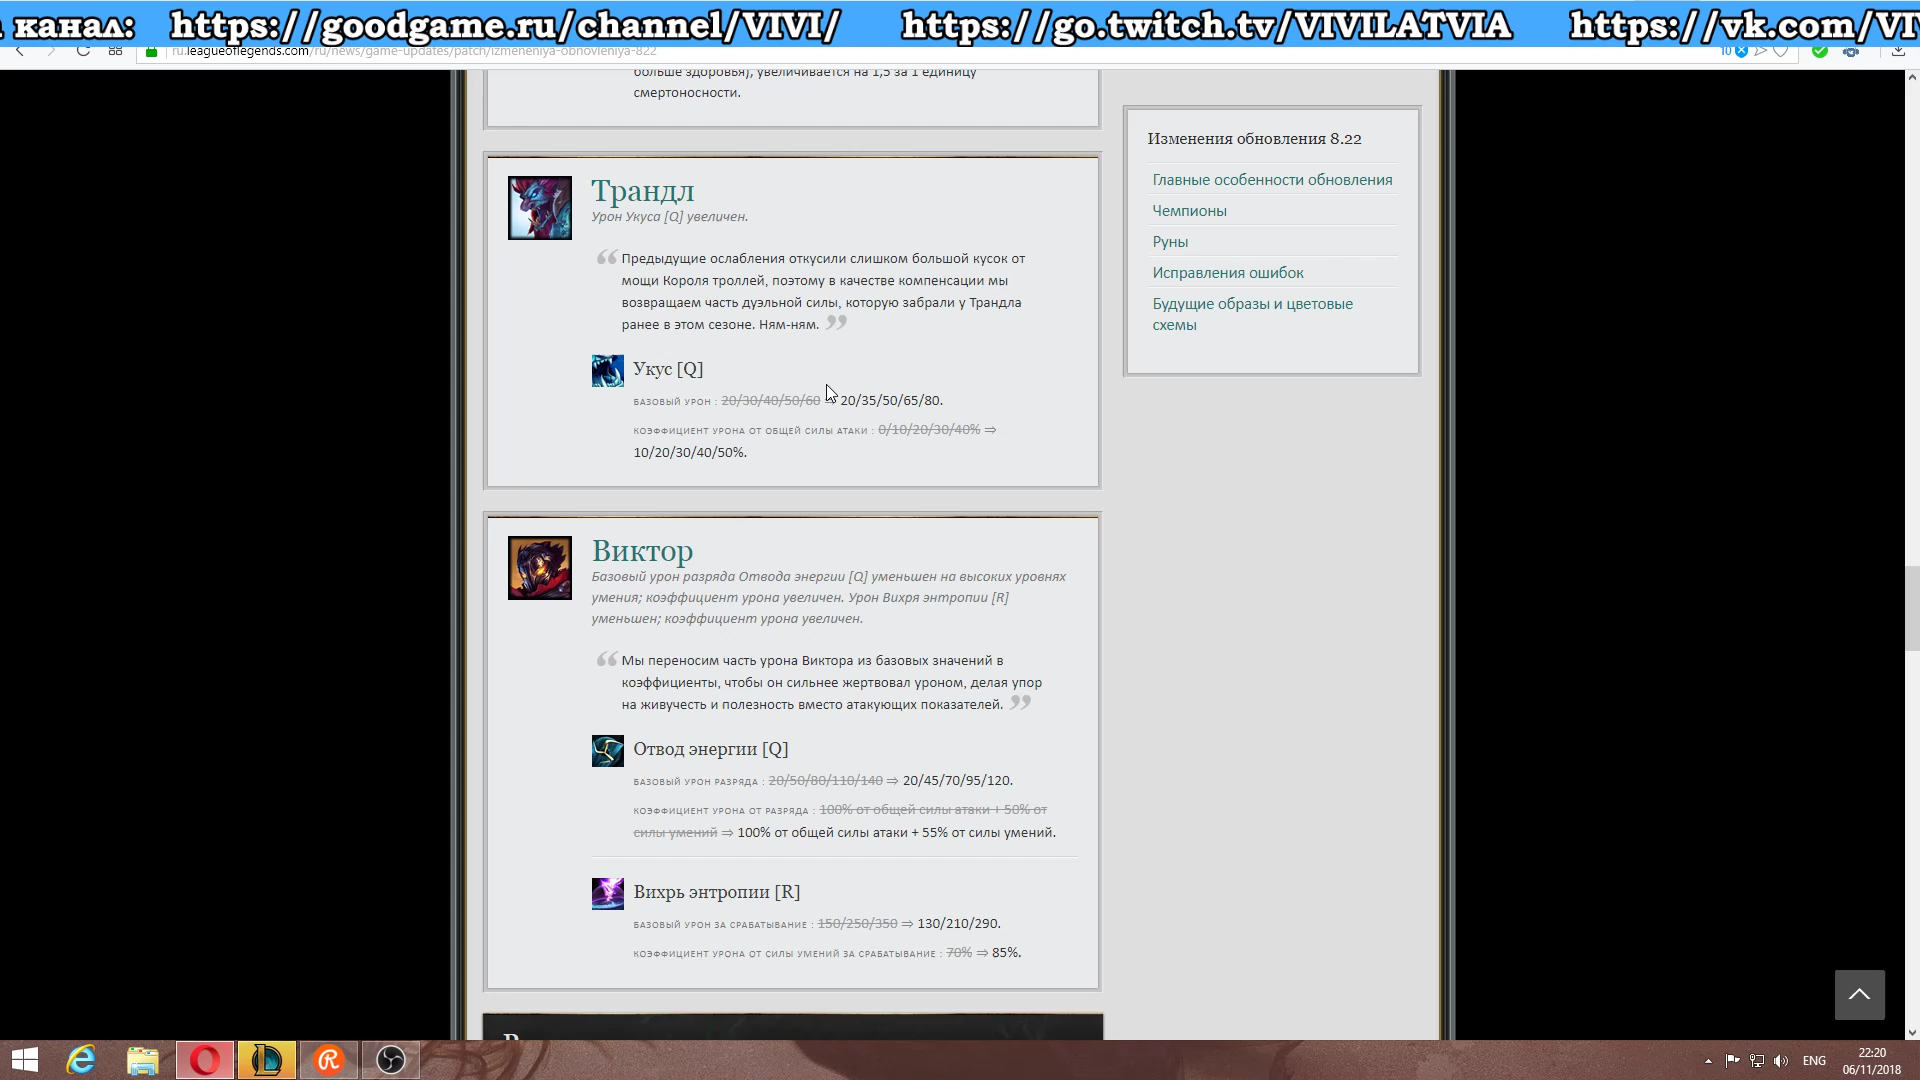 канал: https://goodgame.ru/channel/VIVI/ https://go.twitch.tv/VIVILATVIA https://vk.com/VI
ru.leagueoflegends.com/ru/news/game-updates/patch/izmeneniya-obnovleniya-822
10
больше здоровья), увеличивается на 1,5 за 1 единицу
смертоносности.
Трандл
Урон Укуса [Q] увеличен.
Предыдущие ослабления откусили слишком большой кусок от
мощи Короля троллей, поэтому в качестве компенсации мы
возвращаем часть дуэльной силы, которую забрали у Трандла
ранее в этом сезоне. Ням-ням.
Укус [Q]
БАЗОВЫЙ УРОН : 20/30/40/50/60 ⇒ 20/35/50/65/80.
КОЭФФИЦИЕНТ УРОНА ОТ ОБЩЕЙ СИЛЫ АТАКИ : 0/10/20/30/40% ⇒
10/20/30/40/50%.
Виктор
Базовый урон разряда Отвода энергии [Q] уменьшен на высоких уровнях
умения; коэффициент урона увеличен. Урон Вихря энтропии [R]
уменьшен; коэффициент урона увеличен.
Мы переносим часть урона Виктора из базовых значений в
коэффициенты, чтобы он сильнее жертвовал уроном, делая упор
на живучесть и полезность вместо атакующих показателей.
Отвод энергии [Q]
БАЗОВЫЙ УРОН РАЗРЯДА : 20/50/80/110/140 ⇒ 20/45/70/95/120.
КОЭФФИЦИЕНТ УРОНА ОТ РАЗРЯДА : 100% от общей силы атаки + 50% от
силы умений ⇒ 100% от общей силы атаки + 55% от силы умений.
Вихрь энтропии [R]
БАЗОВЫЙ УРОН ЗА СРАБАТЫВАНИЕ : 150/250/350 ⇒ 130/210/290.
КОЭФФИЦИЕНТ УРОНА ОТ СИЛЫ УМЕНИЙ ЗА СРАБАТЫВАНИЕ : 70% ⇒ 85%.
Изменения обновления 8.22
Главные особенности обновления
Чемпионы
Руны
Исправления ошибок
Будущие образы и цветовые
схемы
ENG
22:20
06/11/2018